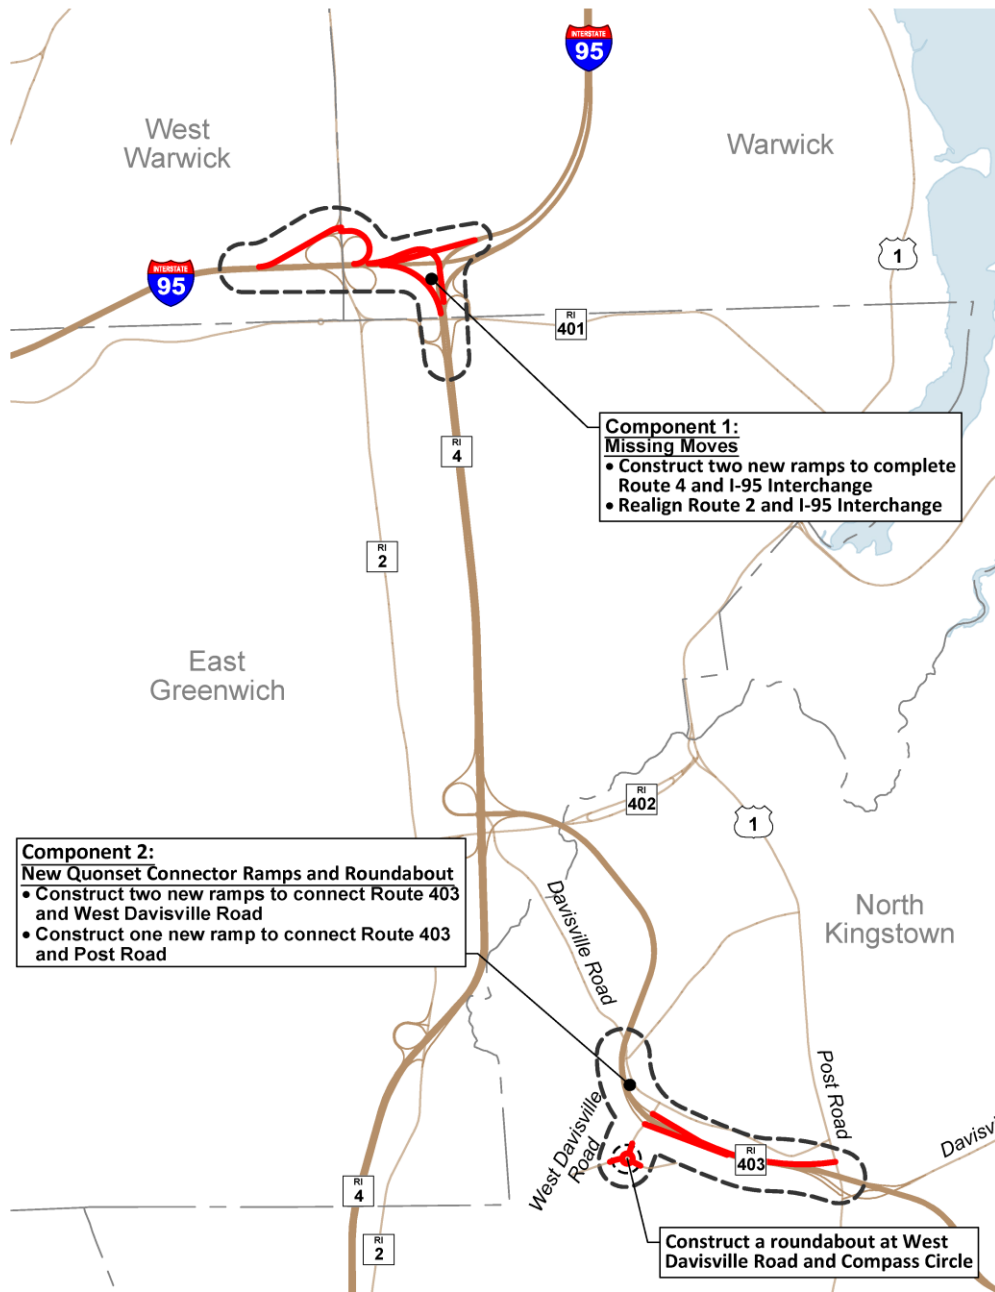 INTERSTATE
95
West
Warwick
Warwick
1
INTERSTATE
95
RI
401
Component 1:
Missing Moves
• Construct two new ramps to complete
Route 4 and I-95 Interchange
• Realign Route 2 and I-95 Interchange
RI
4
RI
2
East
Greenwich
RI
402
1
Component 2:
New Quonset Connector Ramps and Roundabout
• Construct two new ramps to connect Route 403
and West Davisville Road
• Construct one new ramp to connect Route 403
and Post Road
Davisville Road
North
Kingstown
Post Road
West Davisville
Road
RI
403
Davisvi
RI
4
RI
2
Construct a roundabout at West
Davisville Road and Compass Circle